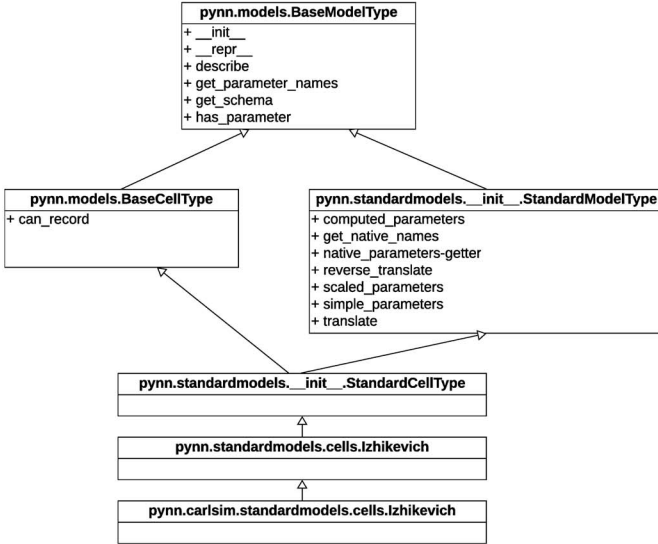 pynn.models.BaseModelType
+ __init__
+ __repr__
+ describe
+ get_parameter_names
+ get_schema
+ has_parameter
pynn.models.BaseCellType
+ can_record
pynn.standardmodels.__init__.StandardModelType
+ computed_parameters
+ get_native_names
+ native_parameters-getter
+ reverse_translate
+ scaled_parameters
+ simple_parameters
+ translate
pynn.standardmodels.__init__.StandardCellType
pynn.standardmodels.cells.Izhikevich
pynn.carlsim.standardmodels.cells.Izhikevich